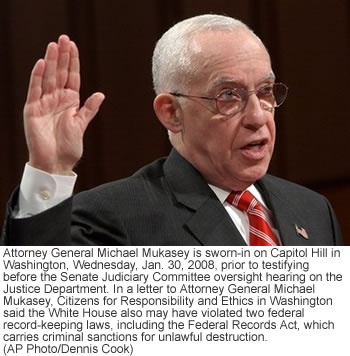 Attorney General Michael Mukasey is sworn-in on Capitol Hill in
Washington, Wednesday, Jan. 30, 2008, prior to testifying
before the Senate Judiciary Committee oversight hearing on the
Justice Department. In a letter to Attorney General Michael
Mukasey, Citizens for Responsibility and Ethics in Washington
said the White House also may have violated two federal
record-keeping laws, including the Federal Records Act, which
carries criminal sanctions for unlawful destruction.
(AP Photo/Dennis Cook)